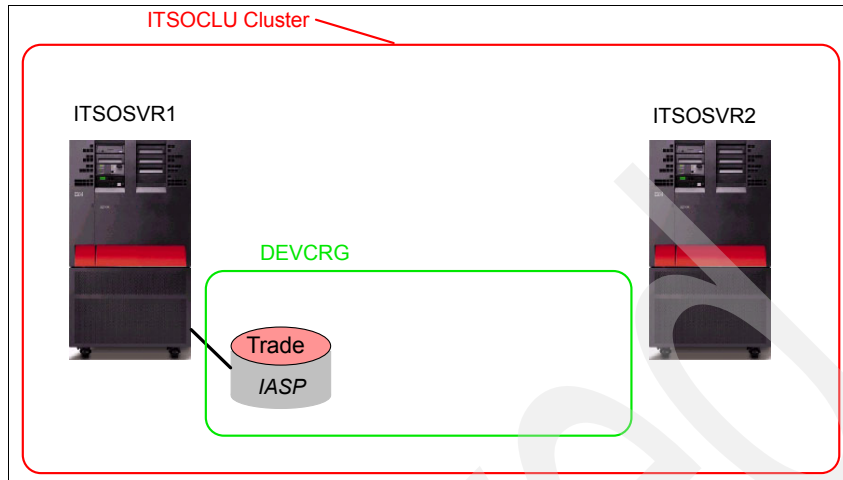 ITSOCLU Cluster
ITSOSVR1
ITSOSVR2
DEVCRG
Trade
IASP